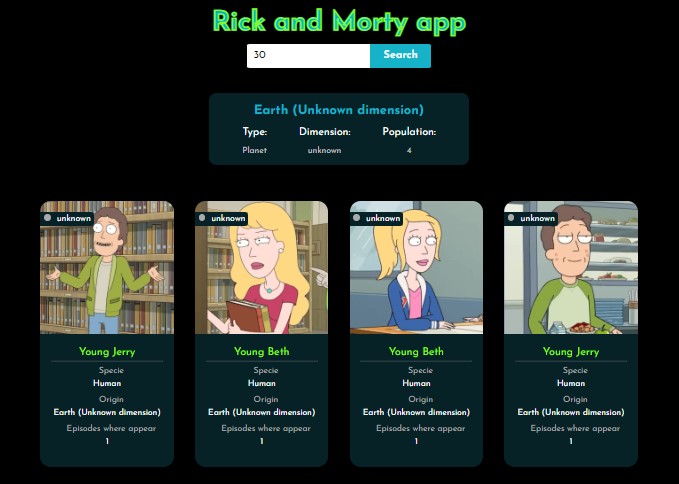 Rick and Morty app
30 Search
Earth (Unknown dimension)
Type: Dimension: Population:
Planet unknown 4
unknown unknown unknown unknown
Young Jerry Young Beth Young Beth Young Jerry
Specie Specie Specie Specie
Human Human Human Human
Origin Origin Origin Origin
Earth (Unknown dimension) Earth (Unknown dimension) Earth (Unknown dimension) Earth (Unknown dimension)
Episodes where appear Episodes where appear Episodes where appear Episodes where appear
1 1 1 1